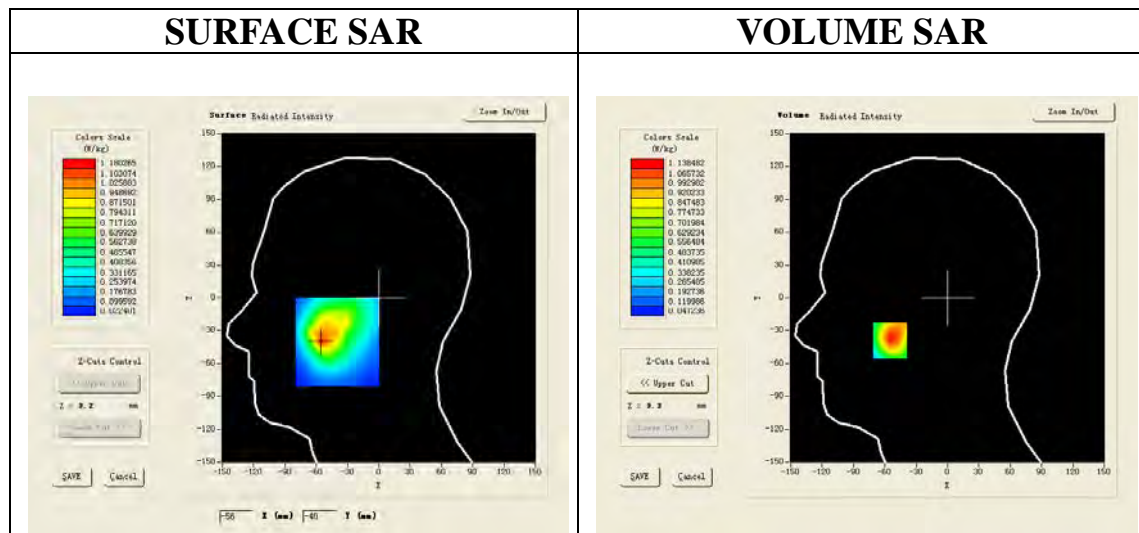 SURFACE SAR
VOLUME SAR
Surface Radiated Intensity
Zoom In/Out
Colors Scale
(W/kg)
1.180265
1.103074
1.025883
0.948692
0.871501
0.794311
0.717120
0.639929
0.562738
0.485547
0.408356
0.331165
0.253974
0.176783
0.099592
0.022401
150
120
90
60
30
0
-30
-60
-90
-120
-150
-150 -120 -90 -60 -30 0 30 60 90 120 150
Z-Cuts Control
<< Upper Cut
mm
SAVE Cancel
-56 X (mm) -40 Y (mm)
Volume Radiated Intensity
Zoom In/Out
Colors Scale
(W/kg)
1.138482
1.065732
0.992982
0.920233
0.847483
0.774733
0.701984
0.629234
0.556484
0.483735
0.410985
0.338235
0.265485
0.192736
0.119986
0.047236
150
120
90
60
30
0
-30
-60
-90
-120
-150
-150 -120 -90 -60 -30 0 30 60 90 120 150
Z-Cuts Control
<< Upper Cut
mm
Lower Cut >>
SAVE Cancel